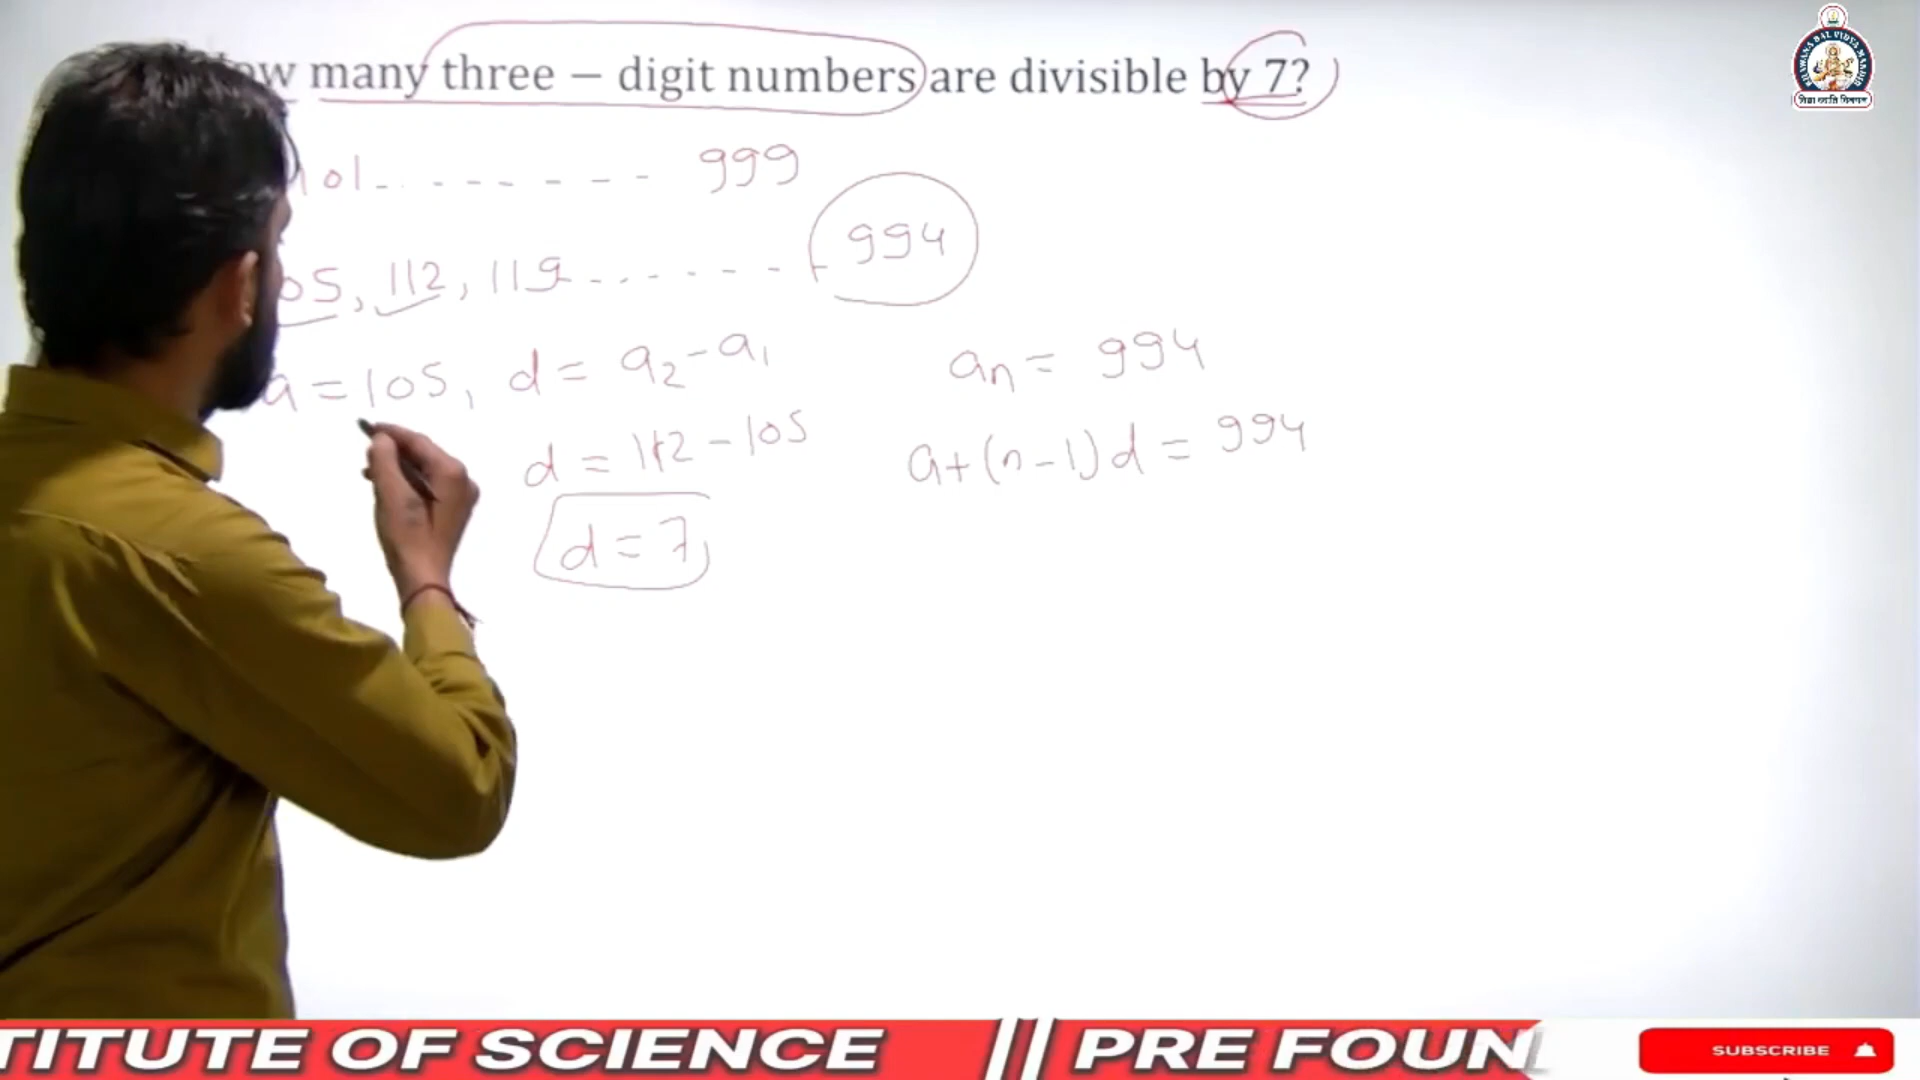 many three – digit numbers are divisible by 7?
101 - - - - - - - - 999
05, 112, 119 - - - - - - - 994
a = 105, d = a₂ - a₁
aₙ = 994
d = 112 - 105
a + (n - 1) d = 994
d = 7
TITUTE OF SCIENCE || PRE FOUN
SUBSCRIBE